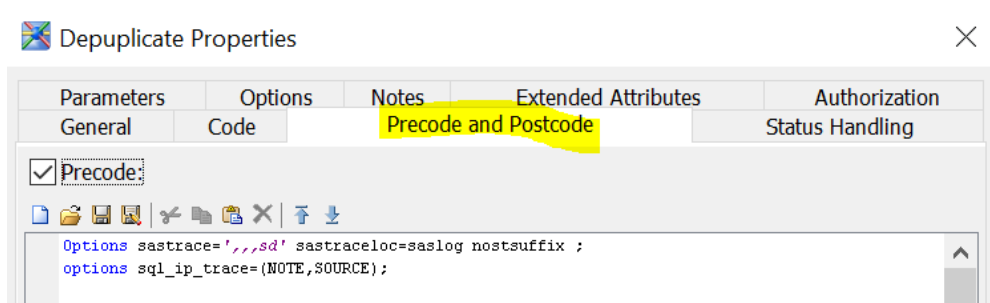 Depuplicate Properties
Parameters Options Notes Extended Attributes Authorization
General Code Precode and Postcode Status Handling
Precode:
Options sastrace=',,,sd' sastraceloc=saslog nostsuffix ;
options sql_ip_trace=(NOTE,SOURCE);